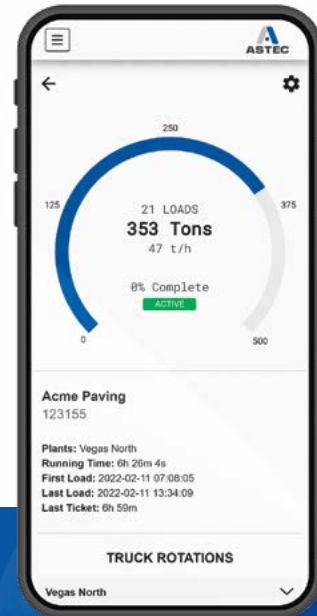 ASTEC
250
125
375
21 LOADS
353 Tons
47 t/h
0% Complete
ACTIVE
0
500
Acme Paving
123155
Plants: Vegas North
Running Time: 6h 26m 4s
First Load: 2022-02-11 07:08:05
Last Load: 2022-02-11 13:34:09
Last Ticket: 6h 59m
TRUCK ROTATIONS
Vegas North